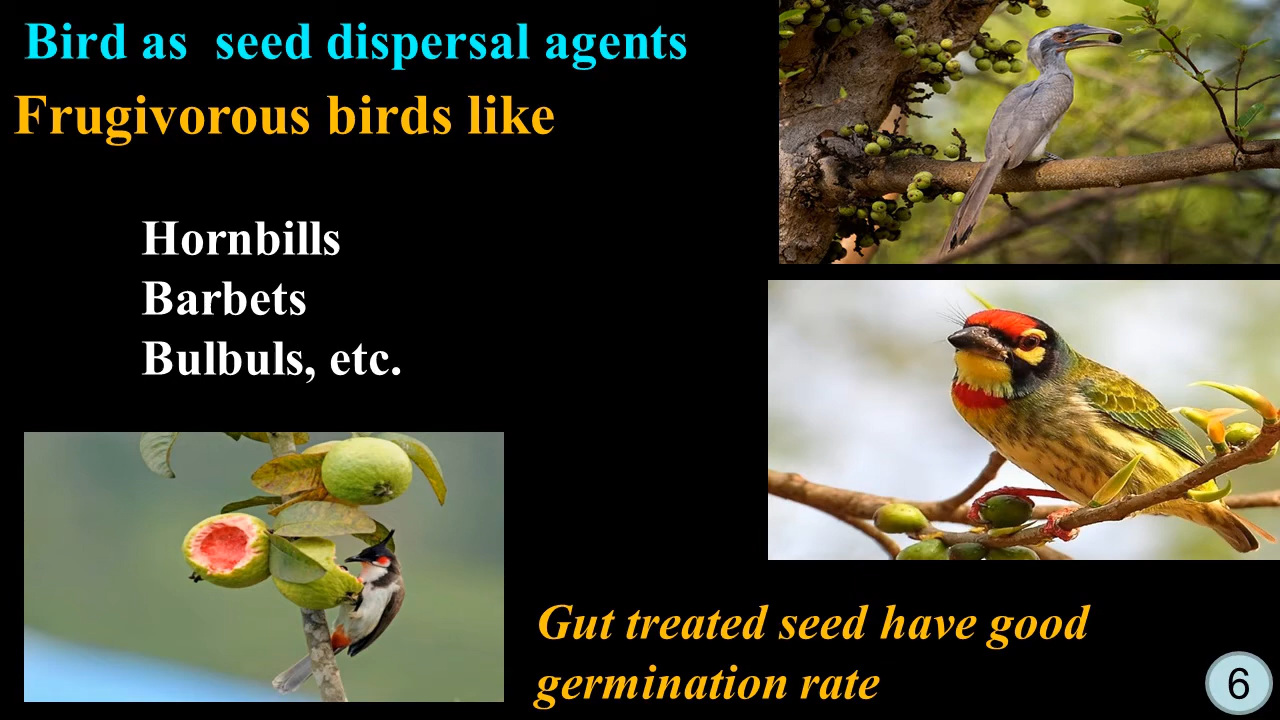 Bird as seed dispersal agents
Frugivorous birds like
Hornbills
Barbets
Bulbuls, etc.
Gut treated seed have good
germination rate
6